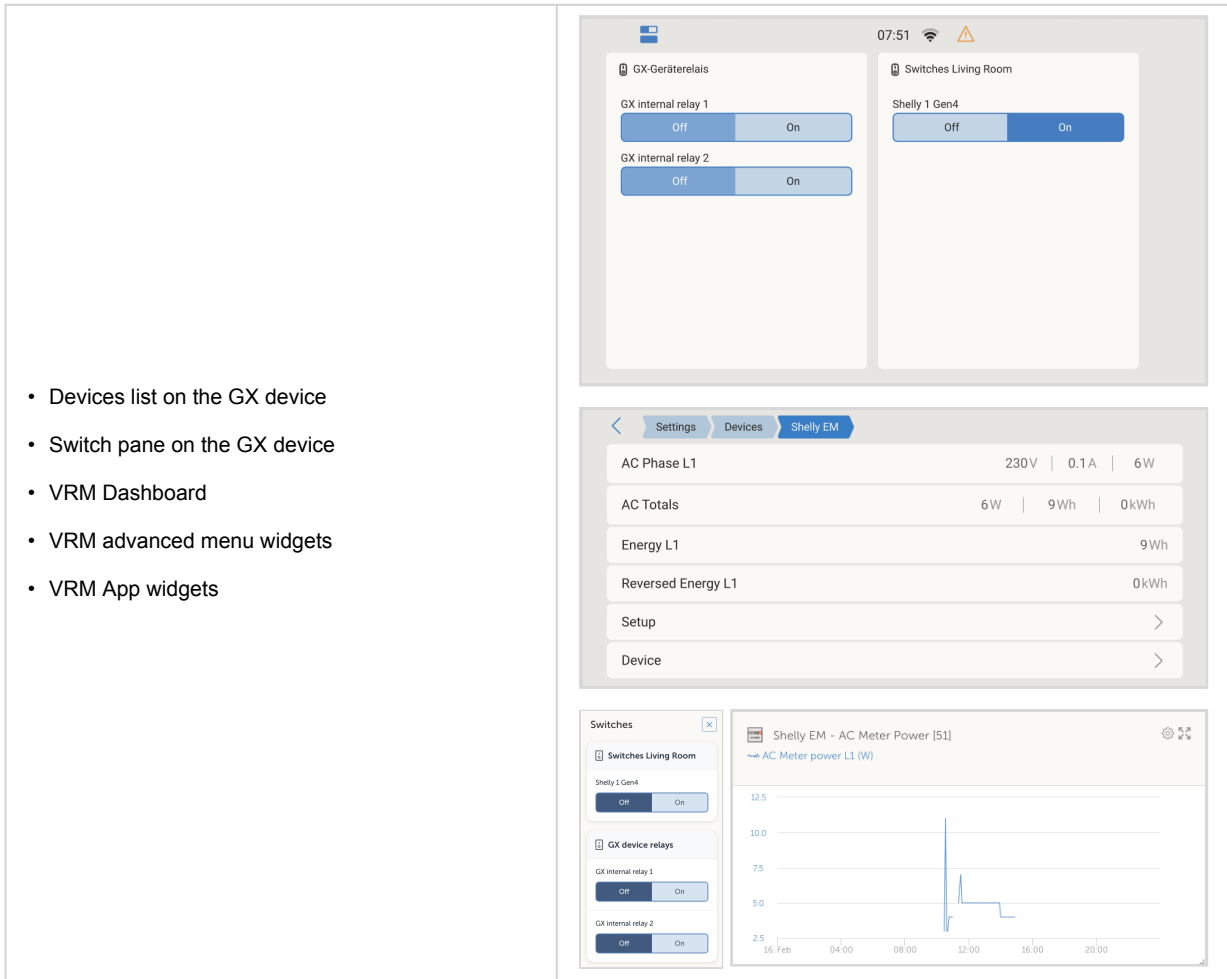 • Devices list on the GX device
• Switch pane on the GX device
• VRM Dashboard
• VRM advanced menu widgets
• VRM App widgets
07:51
GX-Geräterelais
GX internal relay 1
Off On
GX internal relay 2
Off On
Switches Living Room
Shelly 1 Gen4
Off On
Settings Devices Shelly EM
AC Phase L1 230V 0.1A 6W
AC Totals 6W 9Wh 0kWh
Energy L1 9Wh
Reversed Energy L1 0kWh
Setup
Device
Switches
Switches Living Room
Shelly 1 Gen4
Off On
GX device relays
GX internal relay 1
Off On
GX internal relay 2
Off On
Shelly EM - AC Meter Power [51]
AC Meter power L1 (W)
12.5
10.0
7.5
5.0
2.5
16. Feb 04:00 08:00 12:00 16:00 20:00